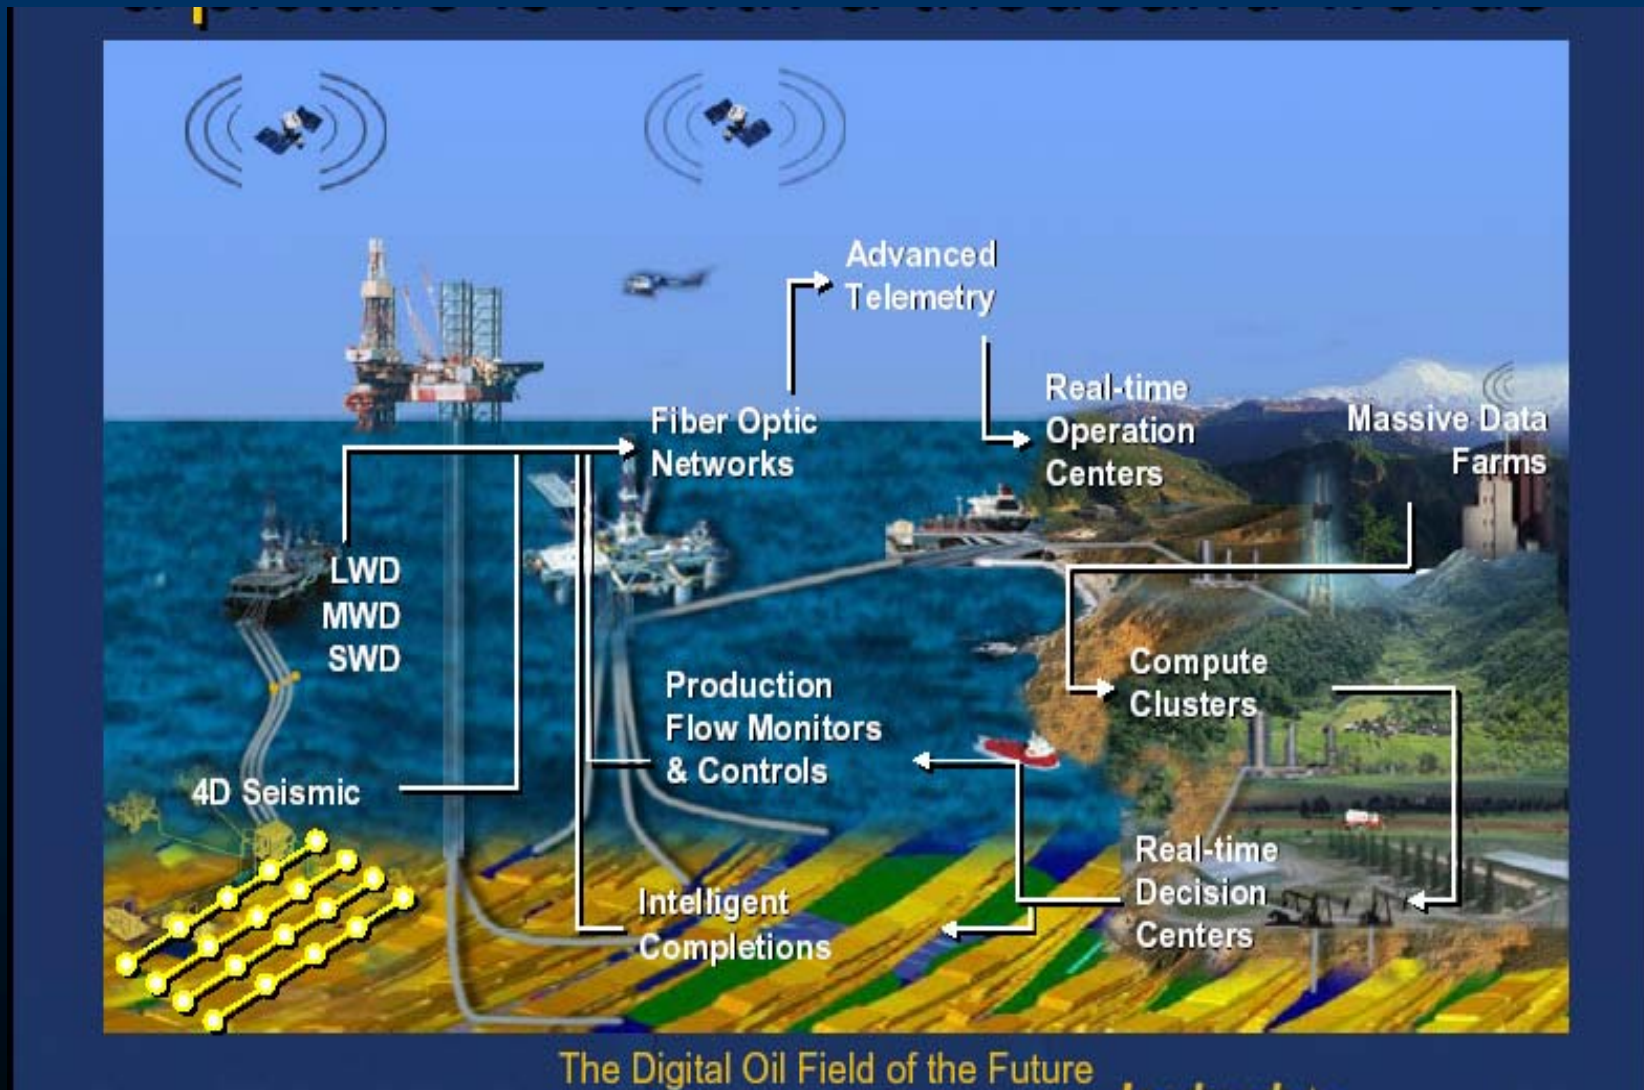 Advanced
Telemetry
Real-time
Operation
Centers
Massive Data
Farms
Fiber Optic
Networks
LWD
MWD
SWD
Production
Flow Monitors
& Controls
Compute
Clusters
4D Seismic
Intelligent
Completions
Real-time
Decision
Centers
The Digital Oil Field of the Future